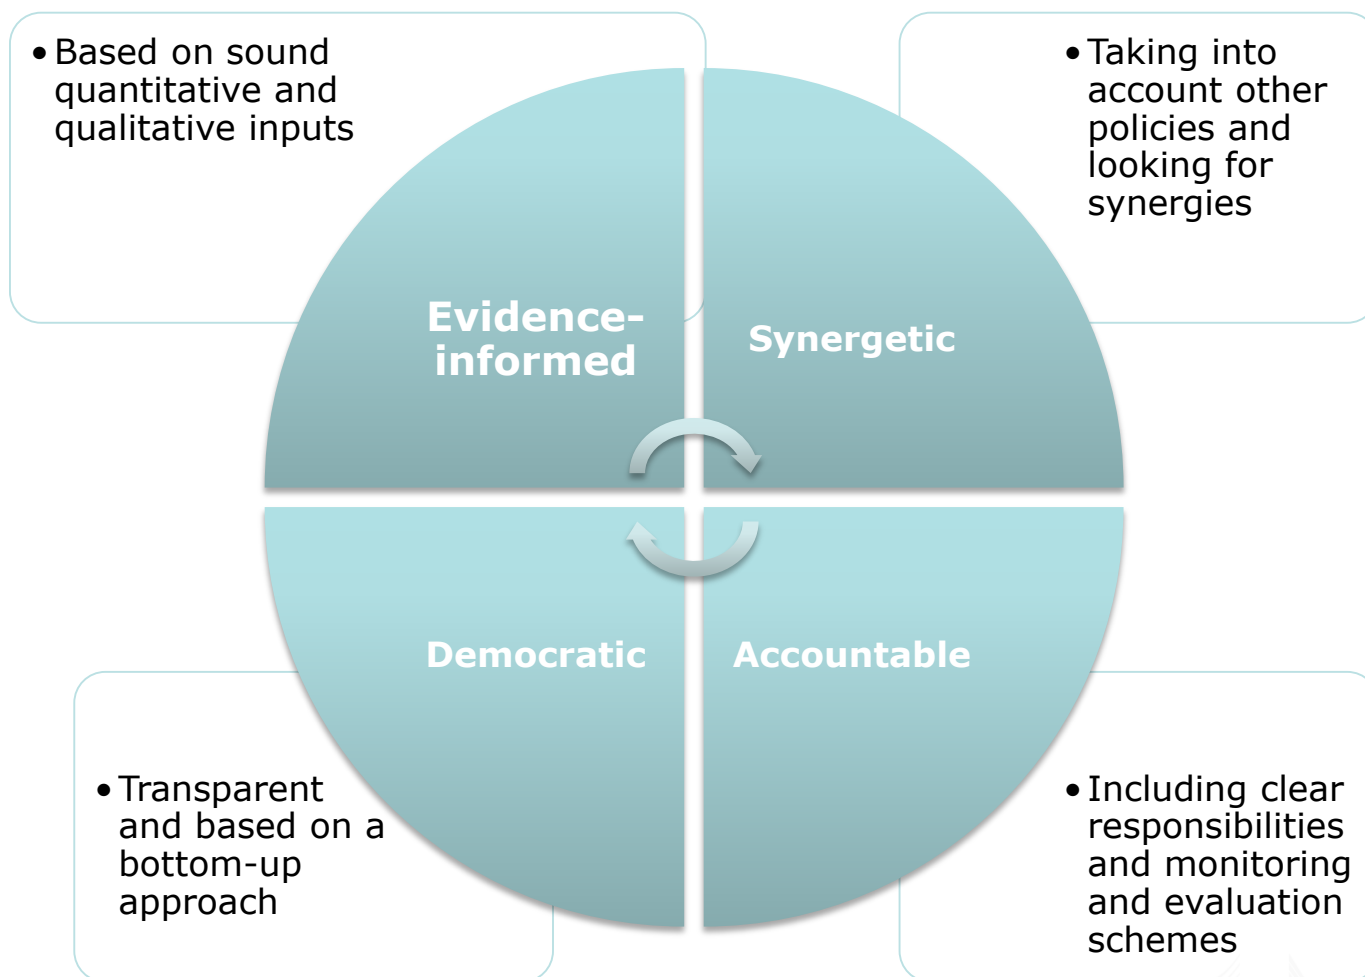 • Based on sound
quantitative and
qualitative inputs
• Taking into
account other
policies and
looking for
synergies
Evidence-
informed
Synergetic
Democratic
Accountable
• Transparent
and based on a
bottom-up
approach
• Including clear
responsibilities
and monitoring
and evaluation
schemes